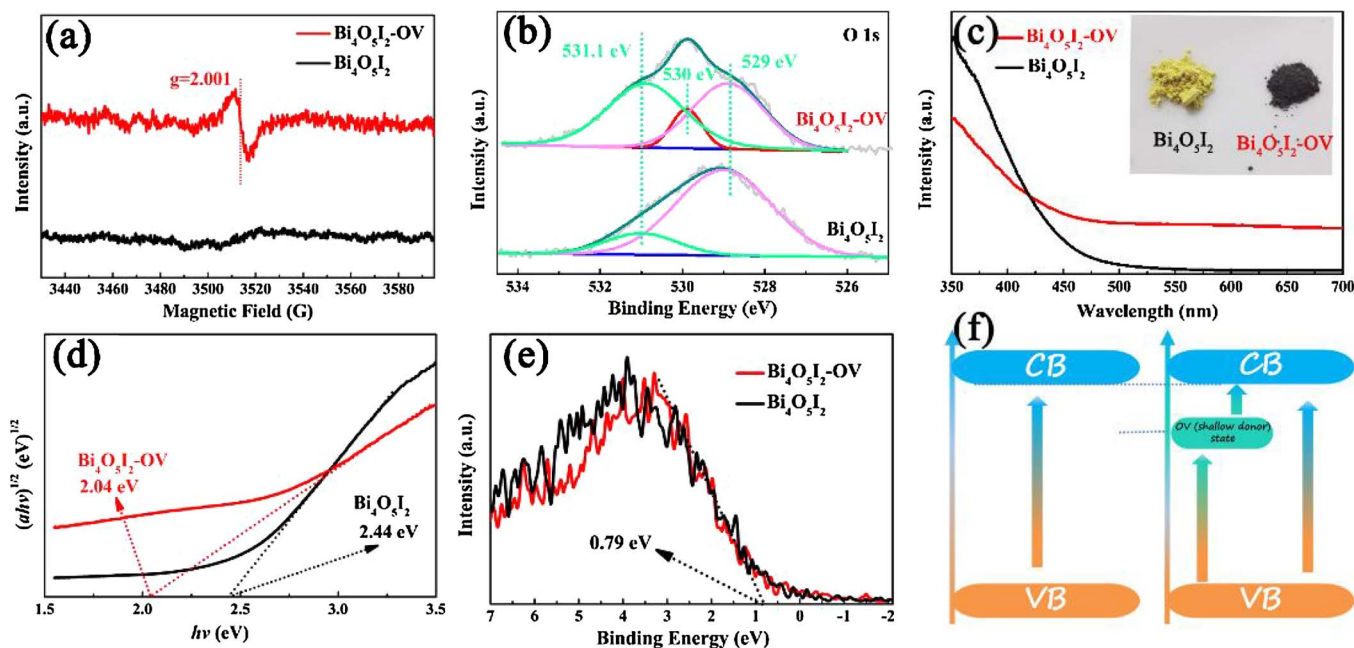 (a)
Bi₄O₅I₂-OV
Bi₄O₅I₂
g=2.001
Intensity (a.u.)
3440 3460 3480 3500 3520 3540 3560 3580
Magnetic Field (G)
(b)
O 1s
531.1 eV
530 eV
529 eV
Bi₄O₅I₂-OV
Bi₄O₅I₂
Intensity (a.u.)
534 532 530 528 526 524
Binding Energy (eV)
(c)
Bi₄O₅I₂-OV
Bi₄O₅I₂
Bi₄O₅I₂
Bi₄O₅I₂-OV
Intensity (a.u.)
350 400 450 500 550 600 650 700
Wavelength (nm)
(d)
Bi₄O₅I₂-OV
2.04 eV
Bi₄O₅I₂
2.44 eV
(ahν)^1/2 (eV)^1/2
1.5 2.0 2.5 3.0 3.5
hν (eV)
(e)
Bi₄O₅I₂-OV
Bi₄O₅I₂
0.79 eV
Intensity (a.u.)
7 6 5 4 3 2 1 0 -1 -2
Binding Energy (eV)
(f)
CB
CB
OV (shallow donor)
state
VB
VB